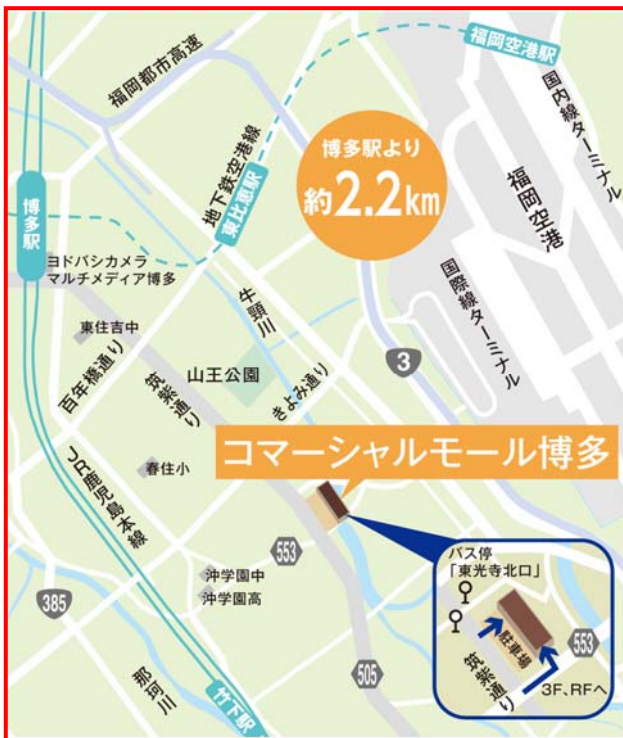 福岡空港駅
福岡都市高速
国内線ターミナル
博多駅より
約2.2km
地下鉄空港線
東比恵駅
福岡空港
博多駅
ヨドバシカメラ
マルチメディア博多
国際線ターミナル
牛頸川
東住吉中
百年橋通り
筑紫通り
山王公園
きよみ通り
3
コマーシャルモール博多
春住小
JR鹿児島本線
553
バス停
「東光寺北口」
沖学園中
沖学園高
385
駐車場
553
筑紫通り
3F、RFへ
505
那珂川
竹下駅